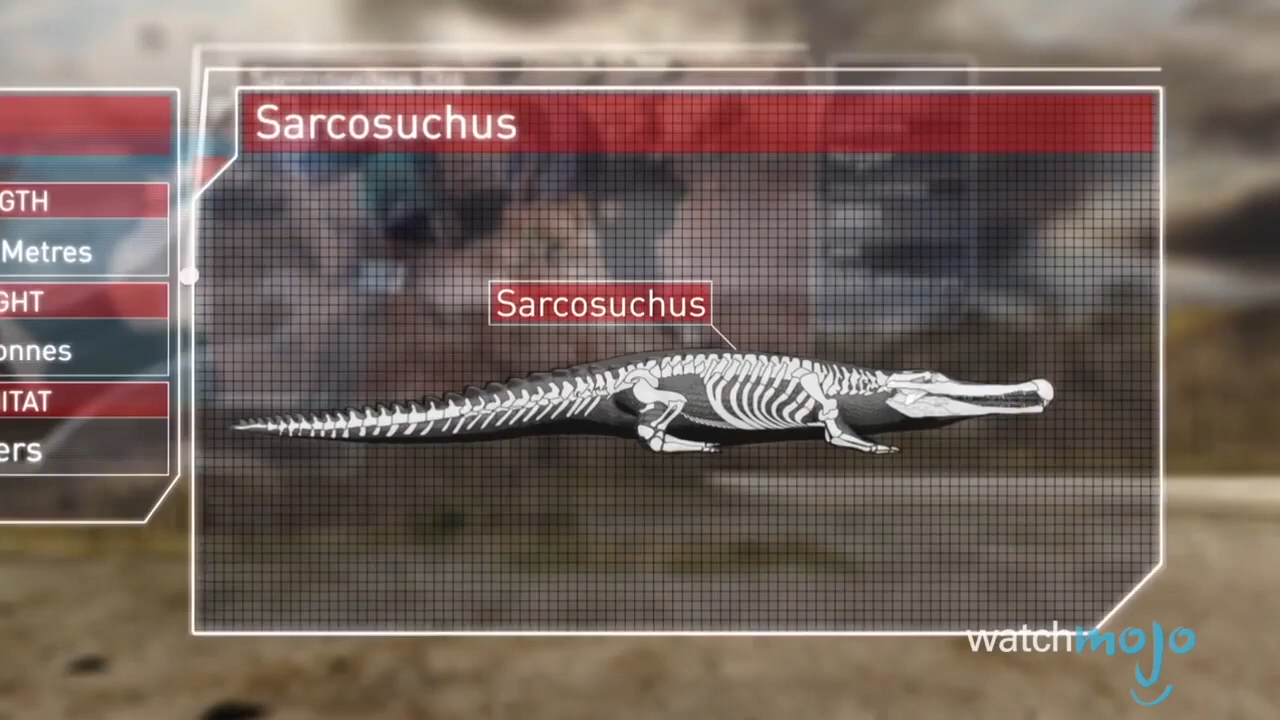 Sarcosuchus
GTH
Metres
GHT
onnes
ITAT
ers
Sarcosuchus
watchmojo